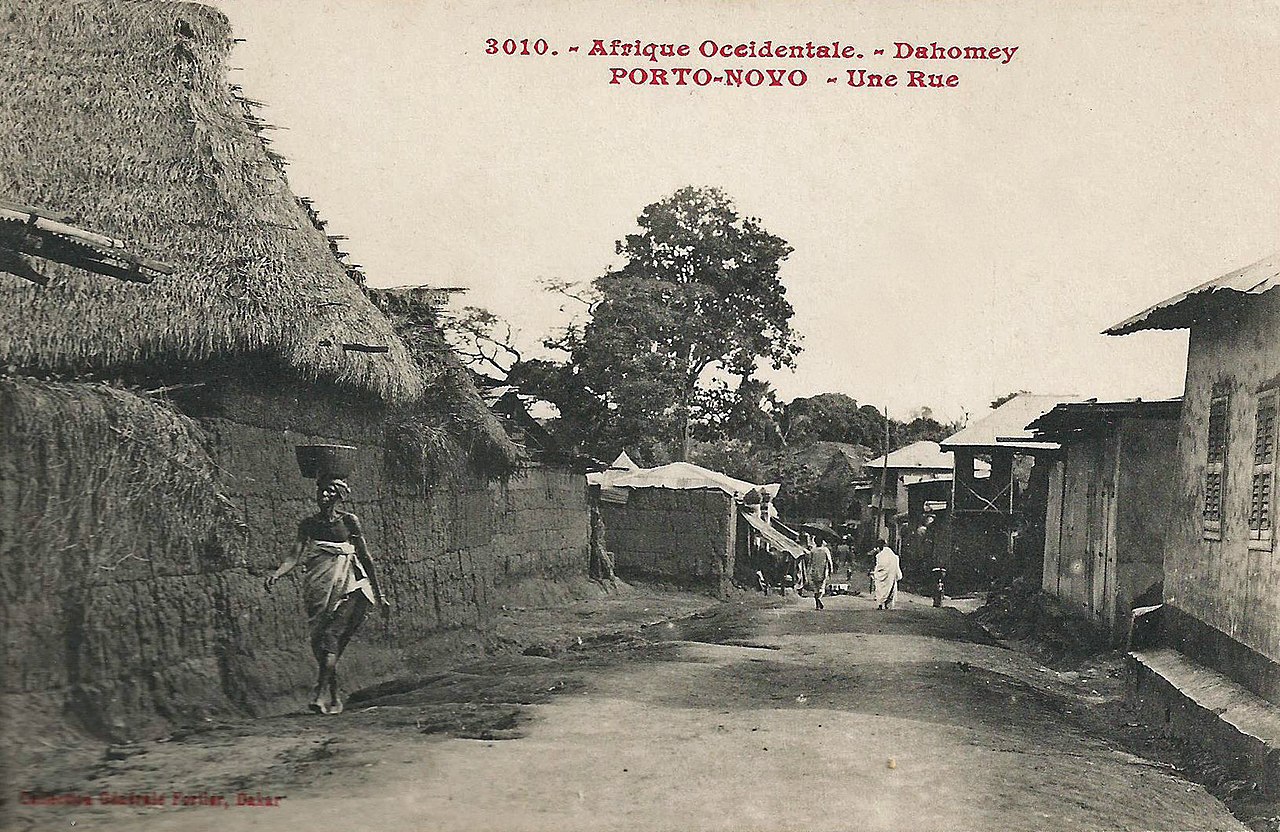 3010. - Afrique Occidentale. - Dahomey
PORTO-NOVO - Une Rue
Collection Générale Fortier, Dakar